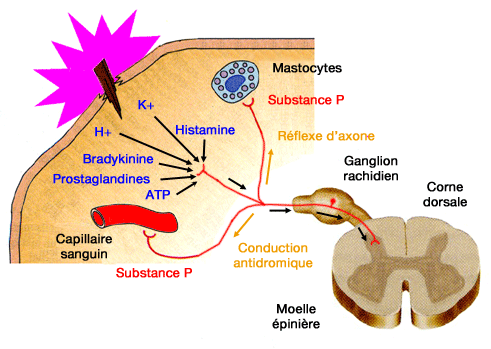 Mastocytes
Substance P
K+
H+
Histamine
Réflexe d'axone
Bradykinine
Prostaglandines
ATP
Ganglion
rachidien
Corne
dorsale
Capillaire
sanguin
Substance P
Conduction
antidromique
Moelle
épinière